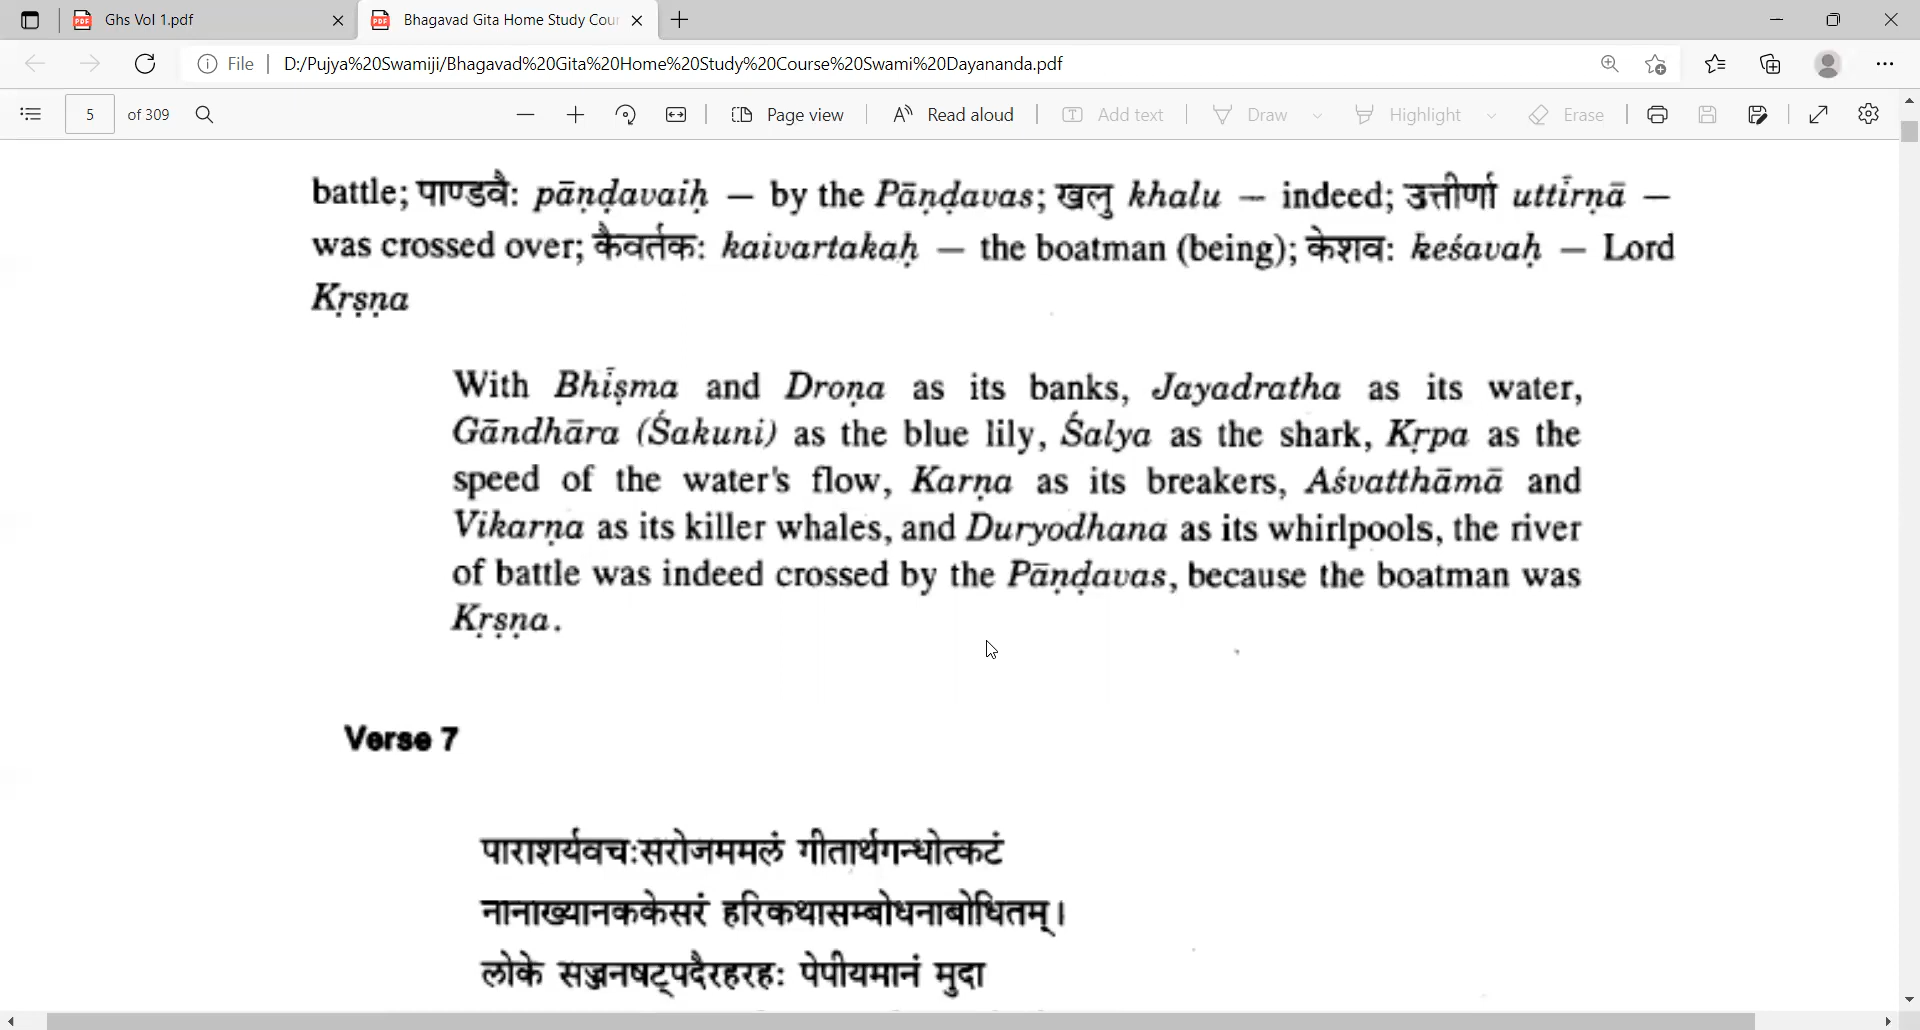 Ghs Vol 1.pdf
Bhagavad Gita Home Study Cou
File
D:/Pujya%20Swamiji/Bhagavad%20Gita%20Home%20Study%20Course%20Swami%20Dayananda.pdf
5 of 309
Page view
Read aloud
Add text
Draw
Highlight
Erase
battle; पाण्डवैः pāṇḍavaiḥ — by the Pāṇḍavas; खलु khalu — indeed; उत्तीर्णा uttīrṇā —
was crossed over; कैवर्तकः kaivartakaḥ — the boatman (being); केशवः keśavaḥ — Lord
Kṛṣṇa
With Bhīṣma and Droṇa as its banks, Jayadratha as its water,
Gāndhāra (Śakuni) as the blue lily, Śalya as the shark, Kṛpa as the
speed of the water's flow, Karṇa as its breakers, Aśvatthāmā and
Vikarṇa as its killer whales, and Duryodhana as its whirlpools, the river
of battle was indeed crossed by the Pāṇḍavas, because the boatman was
Kṛṣṇa.
Verse 7
पाराशर्यवचःसरोजममलं गीतार्थगन्धोत्कटं
नानाख्यानककेसरं हरिकथासम्बोधनाबोधितम्।
लोके सज्जनषट्पदैरहरहः पेपीयमानं मुदा